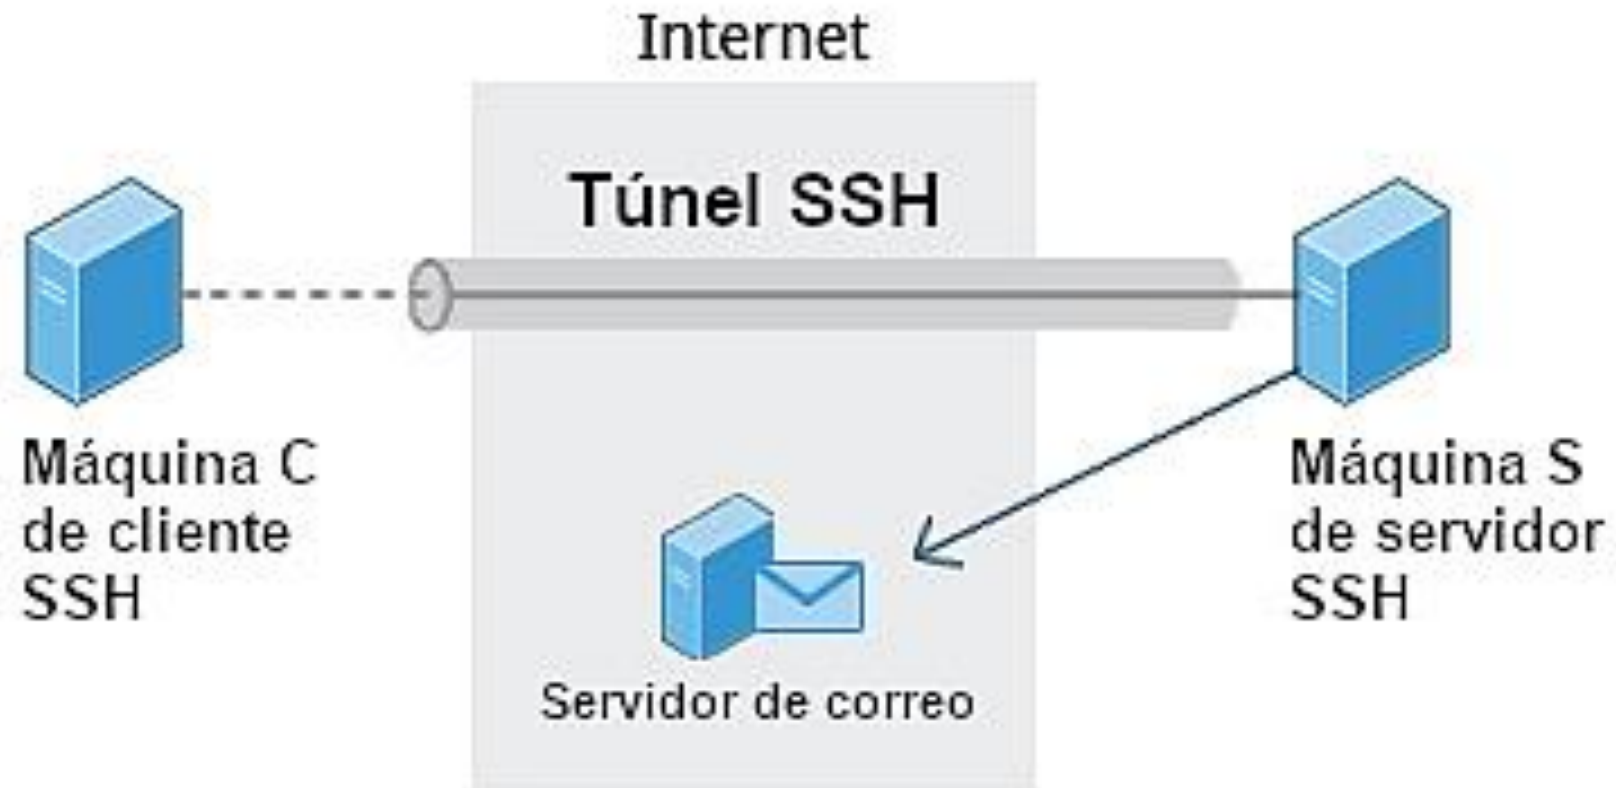 Internet
Túnel SSH
Máquina C
de cliente
SSH
Máquina S
de servidor
SSH
Servidor de correo